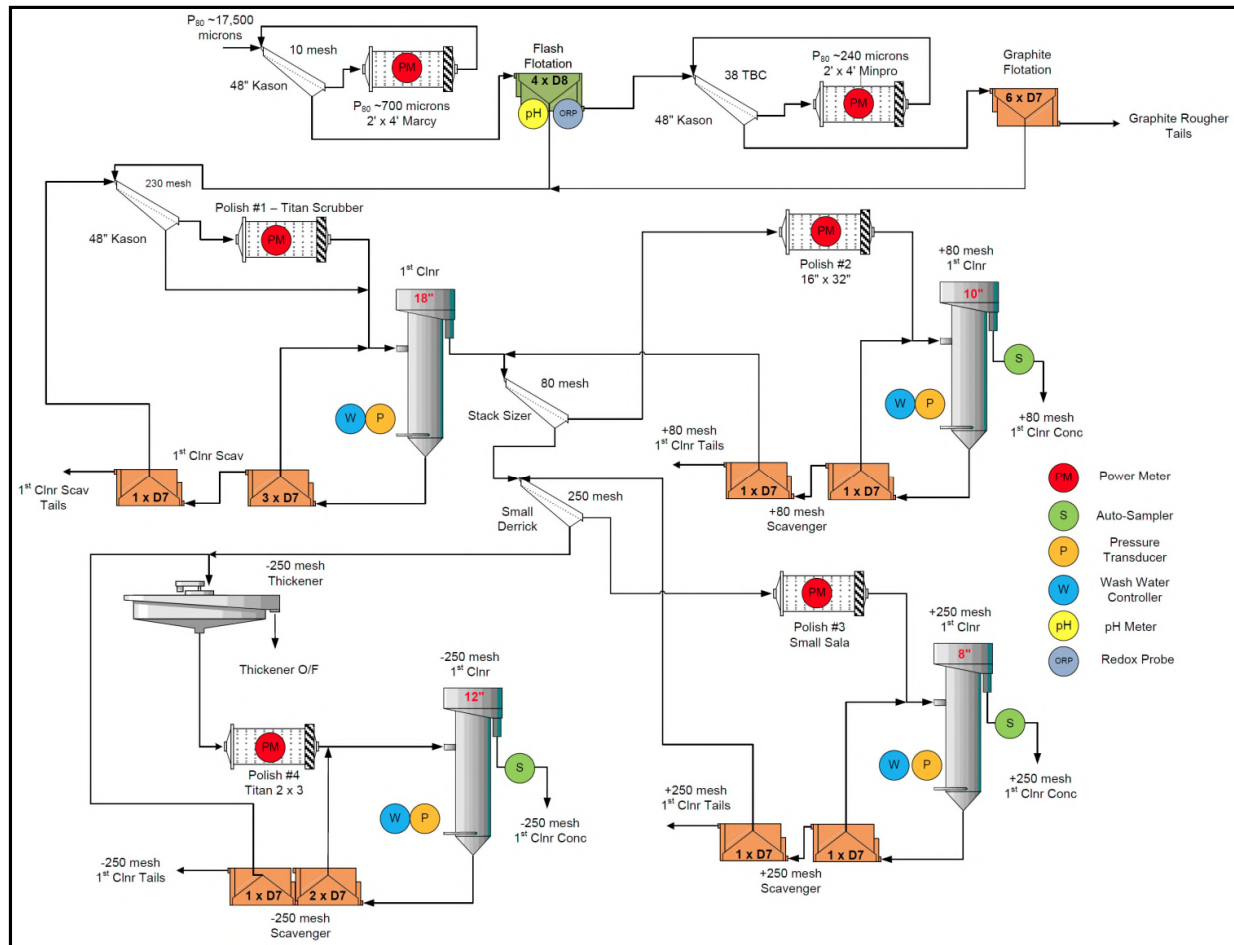 P80 ~17,500
microns
10 mesh
PM
48" Kason
P80 ~700 microns
2' x 4' Marcy
Flash
Flotation
4 x D8
pH
ORP
38 TBC
P80 ~240 microns
2' x 4' Minpro
PM
48" Kason
Graphite
Flotation
6 x D7
Graphite Rougher
Tails
230 mesh
48" Kason
Polish #1 – Titan Scrubber
PM
1st Clnr
18"
W
P
1st Clnr Scav
1st Clnr Scav
Tails
1 x D7
3 x D7
80 mesh
Stack Sizer
PM
Polish #2
16" x 32"
+80 mesh
1st Clnr
10"
S
W
P
+80 mesh
1st Clnr Conc
+80 mesh
1st Clnr Tails
1 x D7
1 x D7
+80 mesh
Scavenger
250 mesh
Small
Derrick
PM
Power Meter
S
Auto-Sampler
P
Pressure
Transducer
W
Wash Water
Controller
pH
pH Meter
ORP
Redox Probe
-250 mesh
Thickener
Thickener O/F
PM
Polish #4
Titan 2 x 3
-250 mesh
1st Clnr
12"
S
W
P
-250 mesh
1st Clnr Conc
-250 mesh
1st Clnr Tails
1 x D7
2 x D7
-250 mesh
Scavenger
PM
Polish #3
Small Sala
+250 mesh
1st Clnr
8"
S
W
P
+250 mesh
1st Clnr Conc
+250 mesh
1st Clnr Tails
1 x D7
1 x D7
+250 mesh
Scavenger